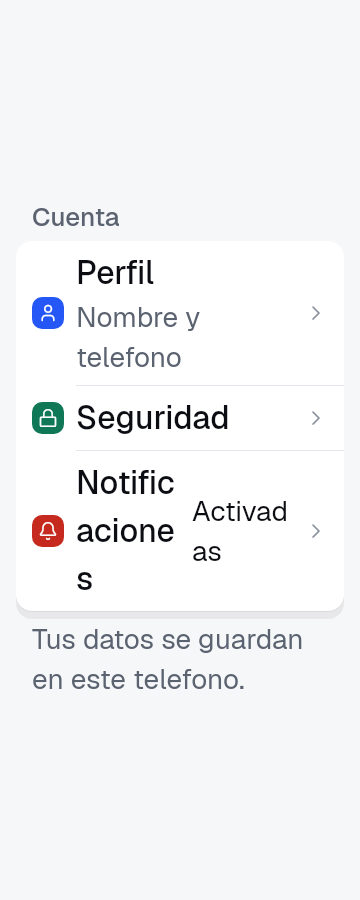 Cuenta
Perfil
Nombre y
telefono
Seguridad
Notific
acione
s
Activad
as
Tus datos se guardan
en este telefono.